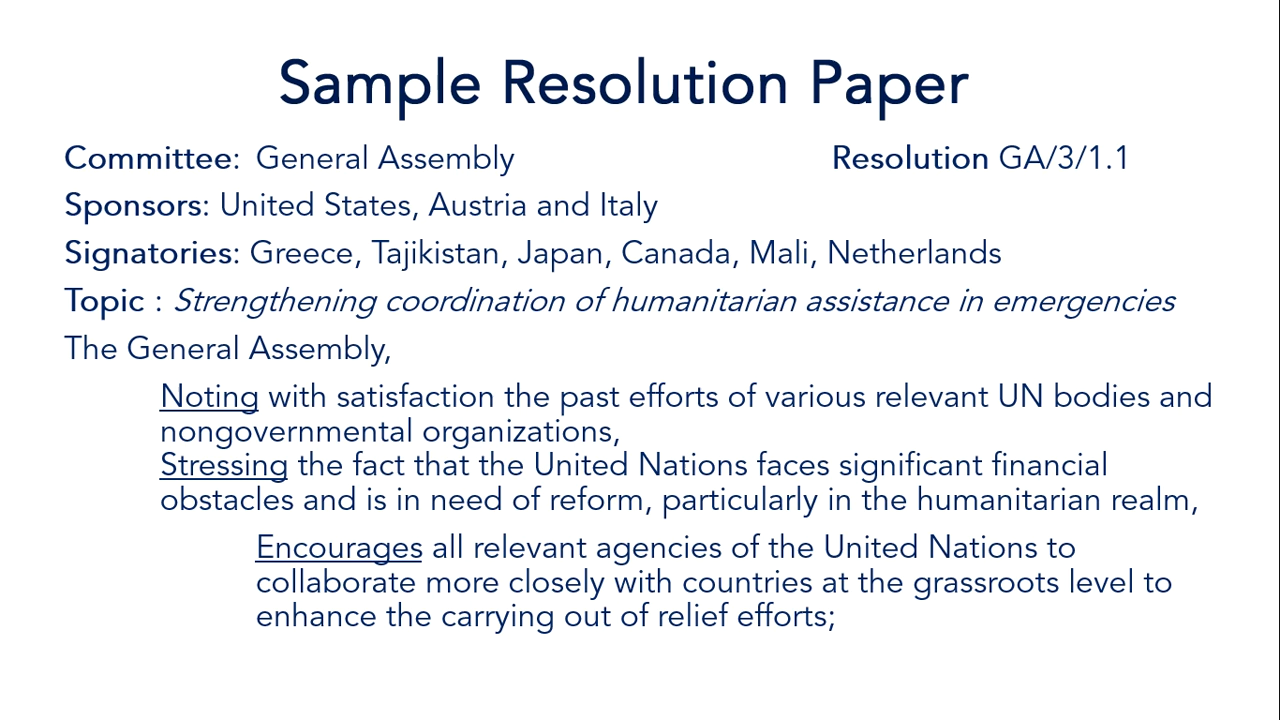 Sample Resolution Paper
Committee: General Assembly Resolution GA/3/1.1
Sponsors: United States, Austria and Italy
Signatories: Greece, Tajikistan, Japan, Canada, Mali, Netherlands
Topic : Strengthening coordination of humanitarian assistance in emergencies
The General Assembly,
Noting with satisfaction the past efforts of various relevant UN bodies and
nongovernmental organizations,
Stressing the fact that the United Nations faces significant financial
obstacles and is in need of reform, particularly in the humanitarian realm,
Encourages all relevant agencies of the United Nations to
collaborate more closely with countries at the grassroots level to
enhance the carrying out of relief efforts;